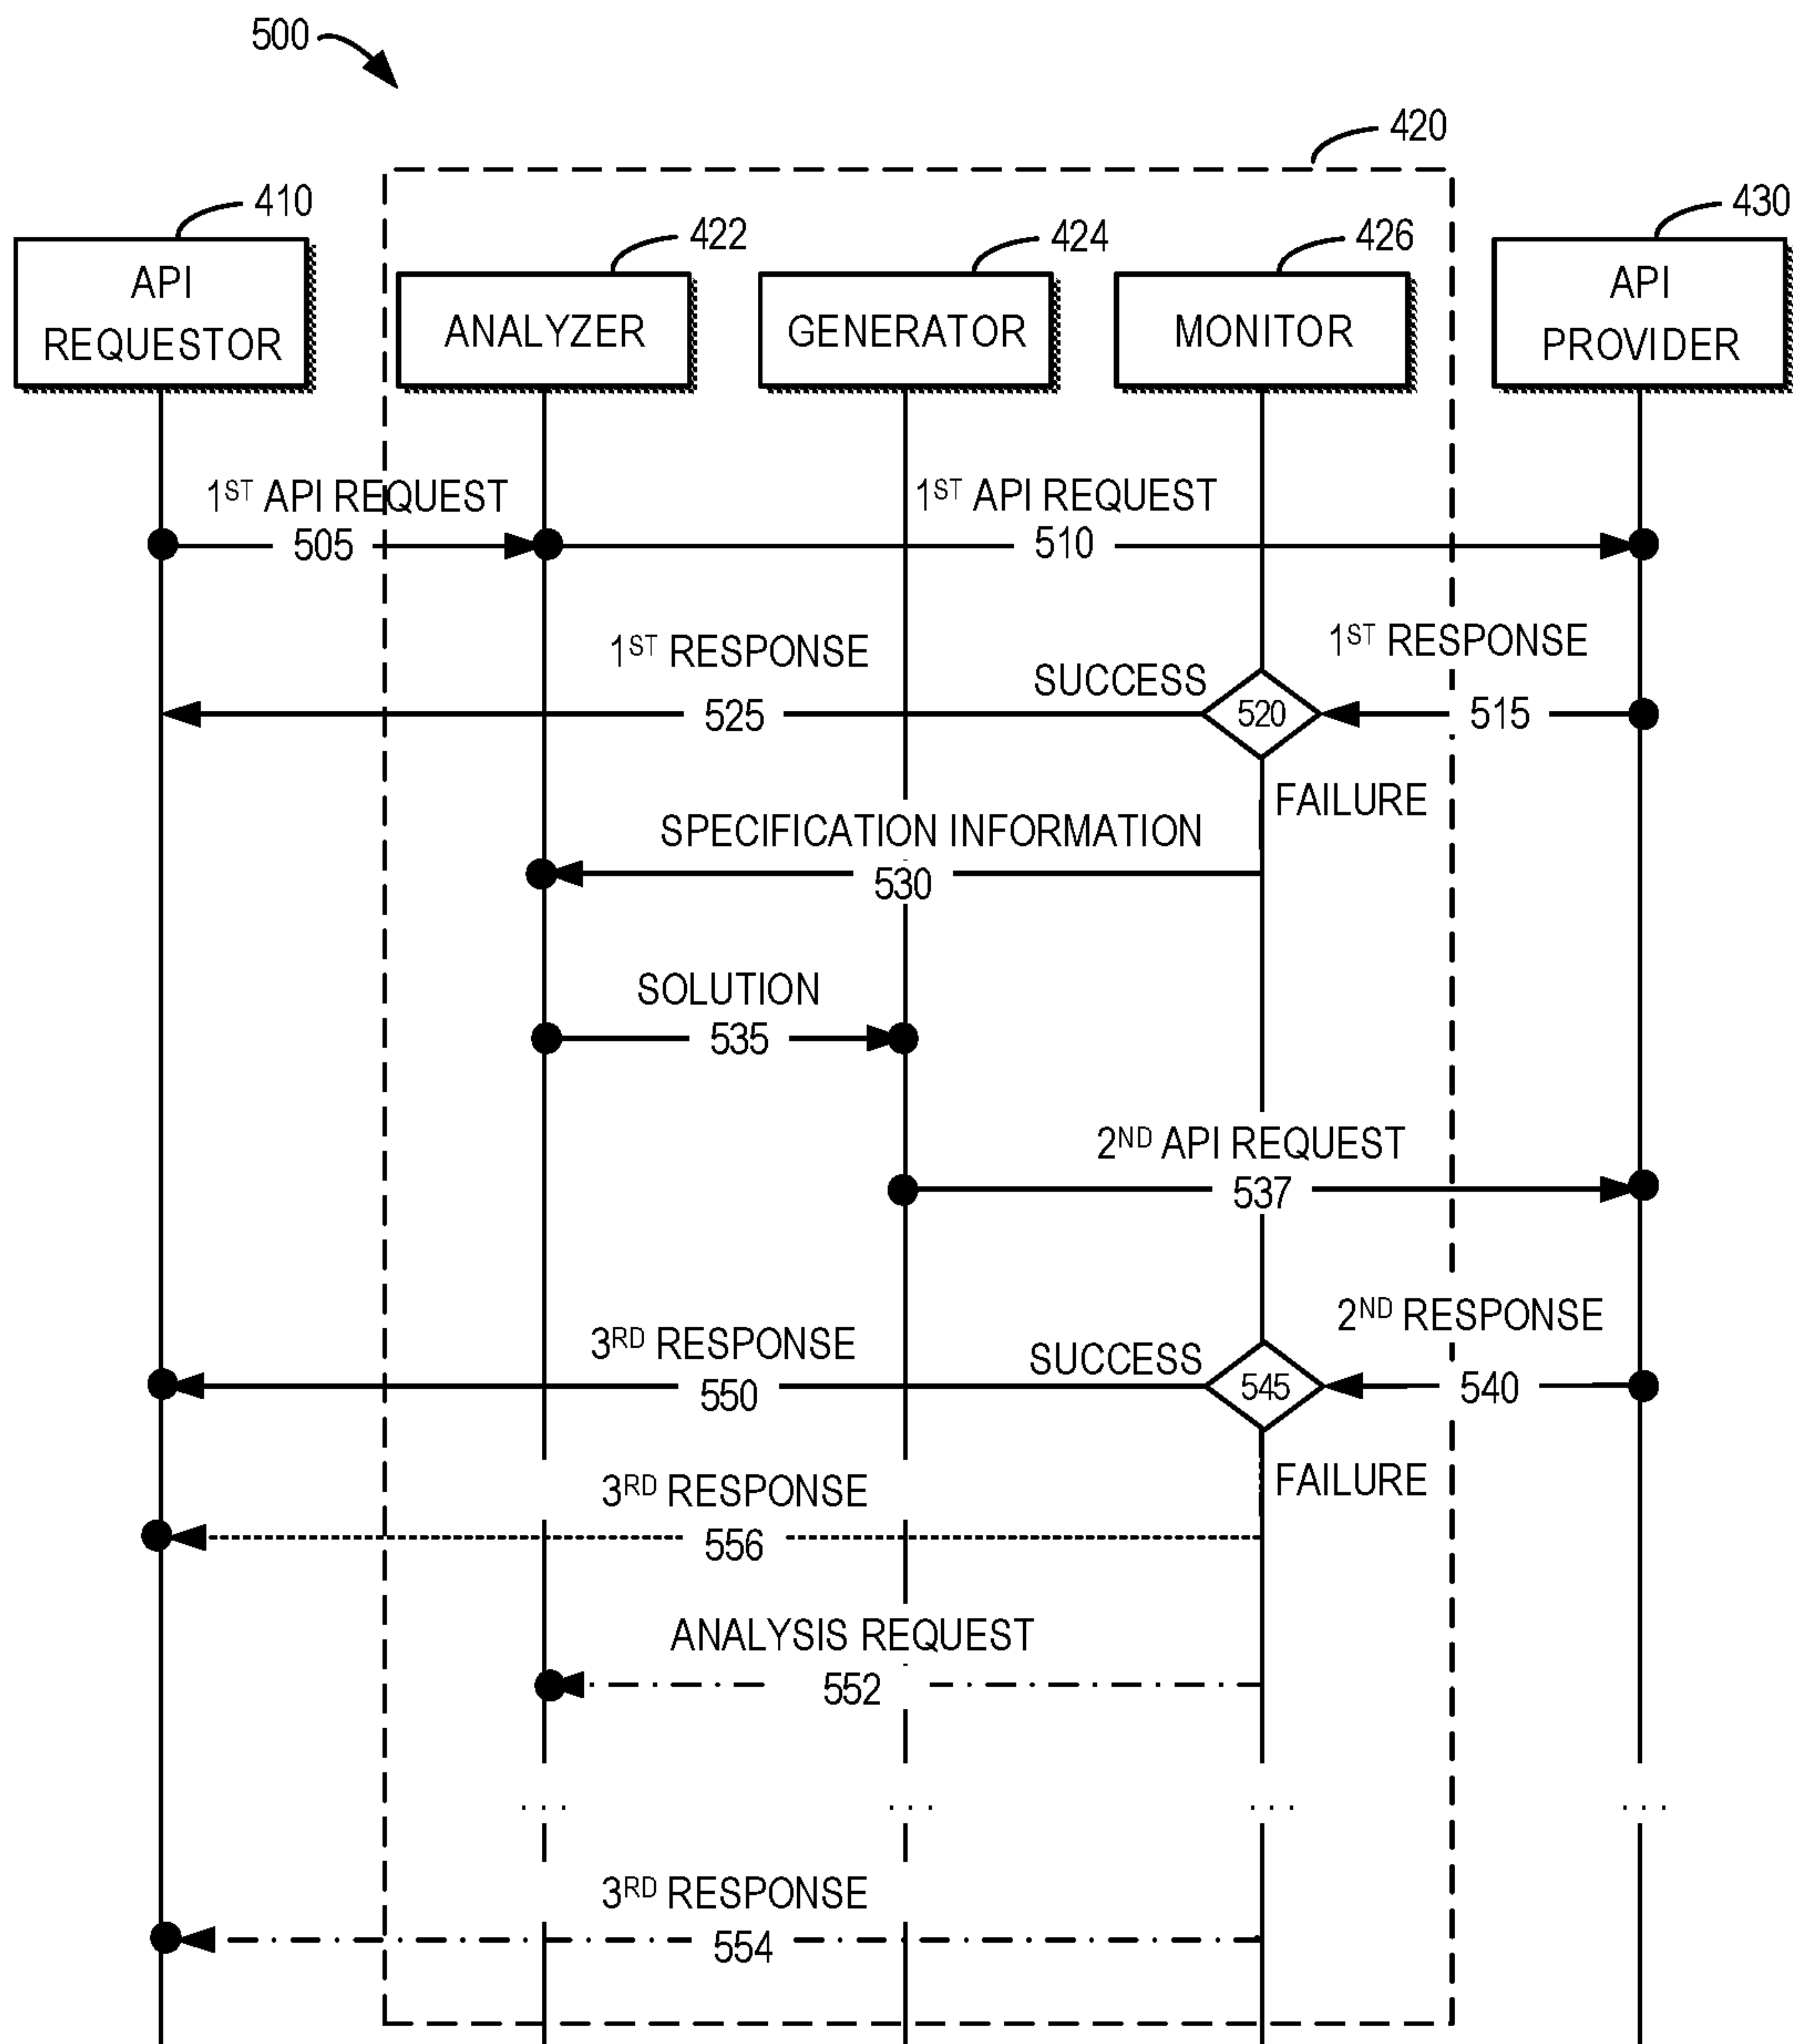 500
420
410
430
422
424
426
API
REQUESTOR
ANALYZER
GENERATOR
MONITOR
API
PROVIDER
1ST API REQUEST
505
1ST API REQUEST
510
1ST RESPONSE
515
520
SUCCESS
1ST RESPONSE
525
FAILURE
SPECIFICATION INFORMATION
530
SOLUTION
535
2ND API REQUEST
537
2ND RESPONSE
540
545
SUCCESS
3RD RESPONSE
550
FAILURE
3RD RESPONSE
556
ANALYSIS REQUEST
552
... ... ... ...
3RD RESPONSE
554